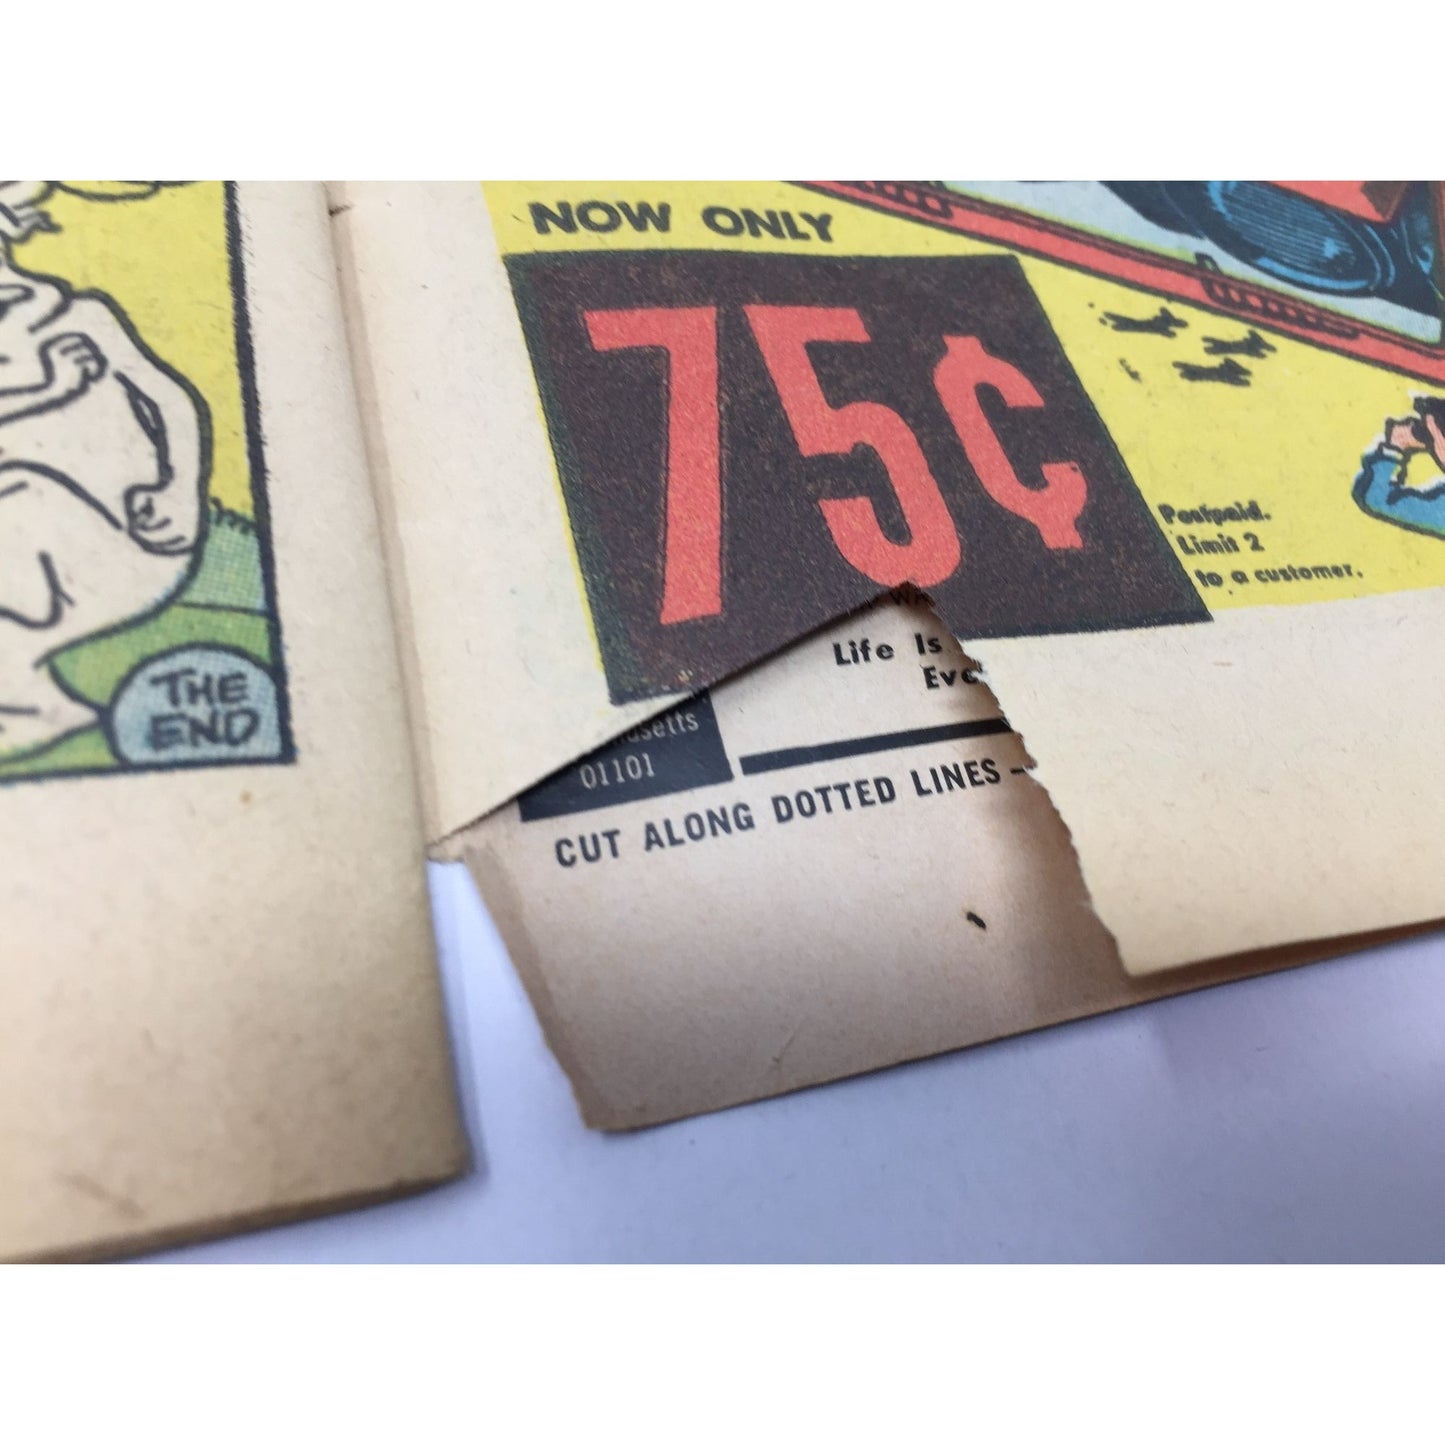 NOW ONLY
75¢
Postpaid.
Limit 2
to a customer.
Life Is
01101
CUT ALONG DOTTED LINES
THE
END